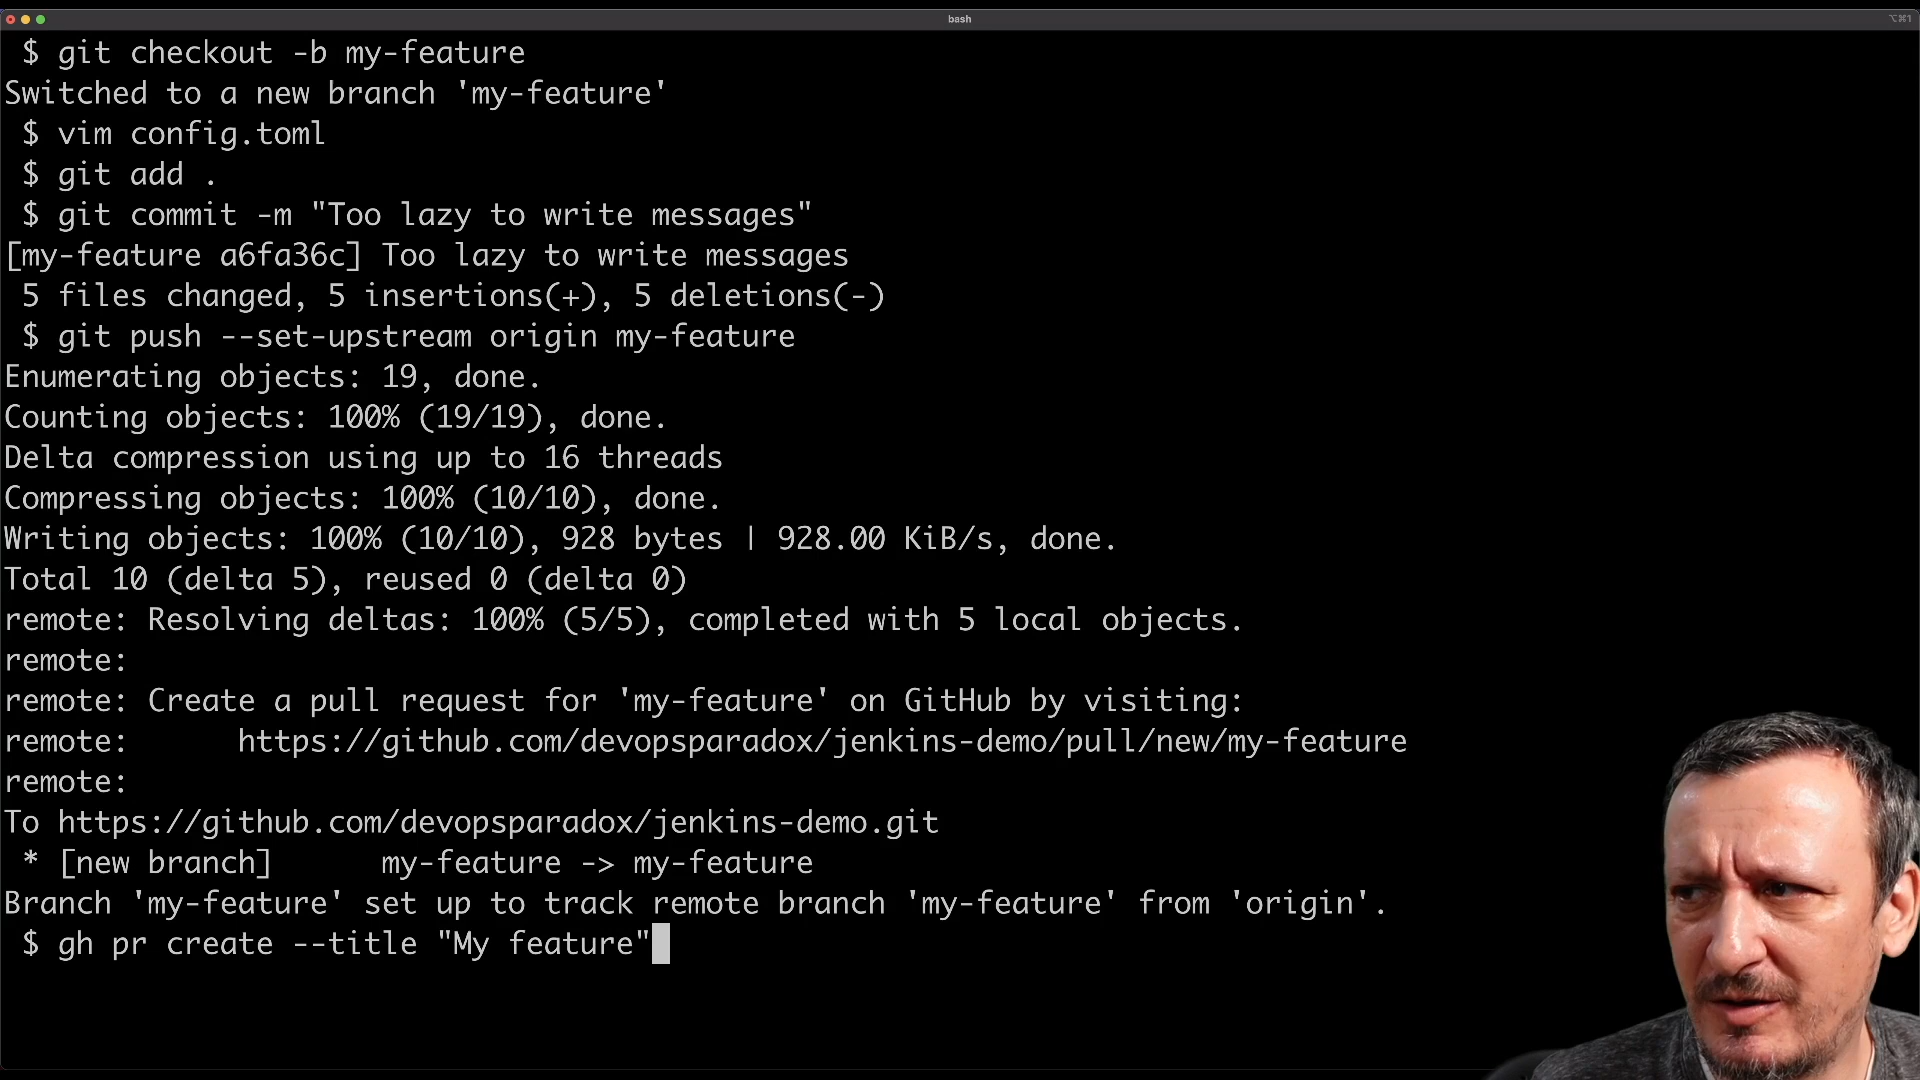 bash
⌥⌘1
$ git checkout -b my-feature
Switched to a new branch 'my-feature'
$ vim config.toml
$ git add .
$ git commit -m "Too lazy to write messages"
[my-feature a6fa36c] Too lazy to write messages
5 files changed, 5 insertions(+), 5 deletions(-)
$ git push --set-upstream origin my-feature
Enumerating objects: 19, done.
Counting objects: 100% (19/19), done.
Delta compression using up to 16 threads
Compressing objects: 100% (10/10), done.
Writing objects: 100% (10/10), 928 bytes | 928.00 KiB/s, done.
Total 10 (delta 5), reused 0 (delta 0)
remote: Resolving deltas: 100% (5/5), completed with 5 local objects.
remote:
remote: Create a pull request for 'my-feature' on GitHub by visiting:
remote:      https://github.com/devopsparadox/jenkins-demo/pull/new/my-feature
remote:
To https://github.com/devopsparadox/jenkins-demo.git
* [new branch]      my-feature -> my-feature
Branch 'my-feature' set up to track remote branch 'my-feature' from 'origin'.
$ gh pr create --title "My feature"